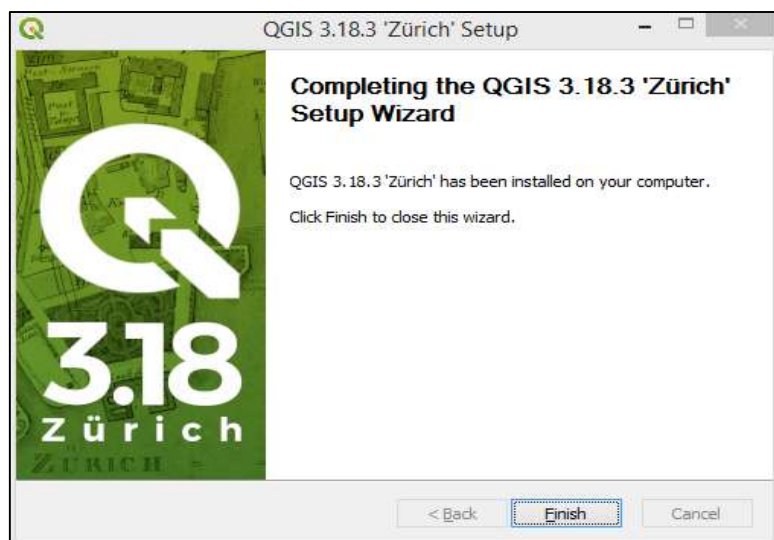 QGIS 3.18.3 'Zürich' Setup
Completing the QGIS 3.18.3 'Zürich'
Setup Wizard
QGIS 3.18.3 'Zürich' has been installed on your computer.
Click Finish to close this wizard.
3.18
Zürich
ZÜRICH
< Back
Finish
Cancel